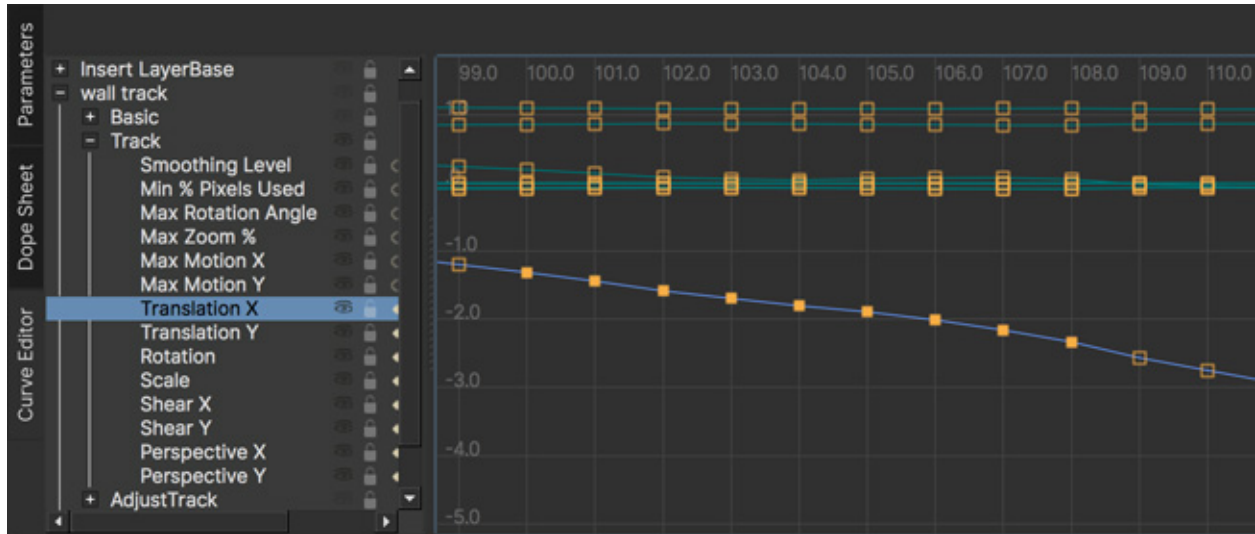 Parameters
Dope Sheet
Curve Editor
Insert LayerBase
wall track
Basic
Track
Smoothing Level
Min % Pixels Used
Max Rotation Angle
Max Zoom %
Max Motion X
Max Motion Y
Translation X
Translation Y
Rotation
Scale
Shear X
Shear Y
Perspective X
Perspective Y
AdjustTrack
99.0 100.0 101.0 102.0 103.0 104.0 105.0 106.0 107.0 108.0 109.0 110.0
-1.0
-2.0
-3.0
-4.0
-5.0